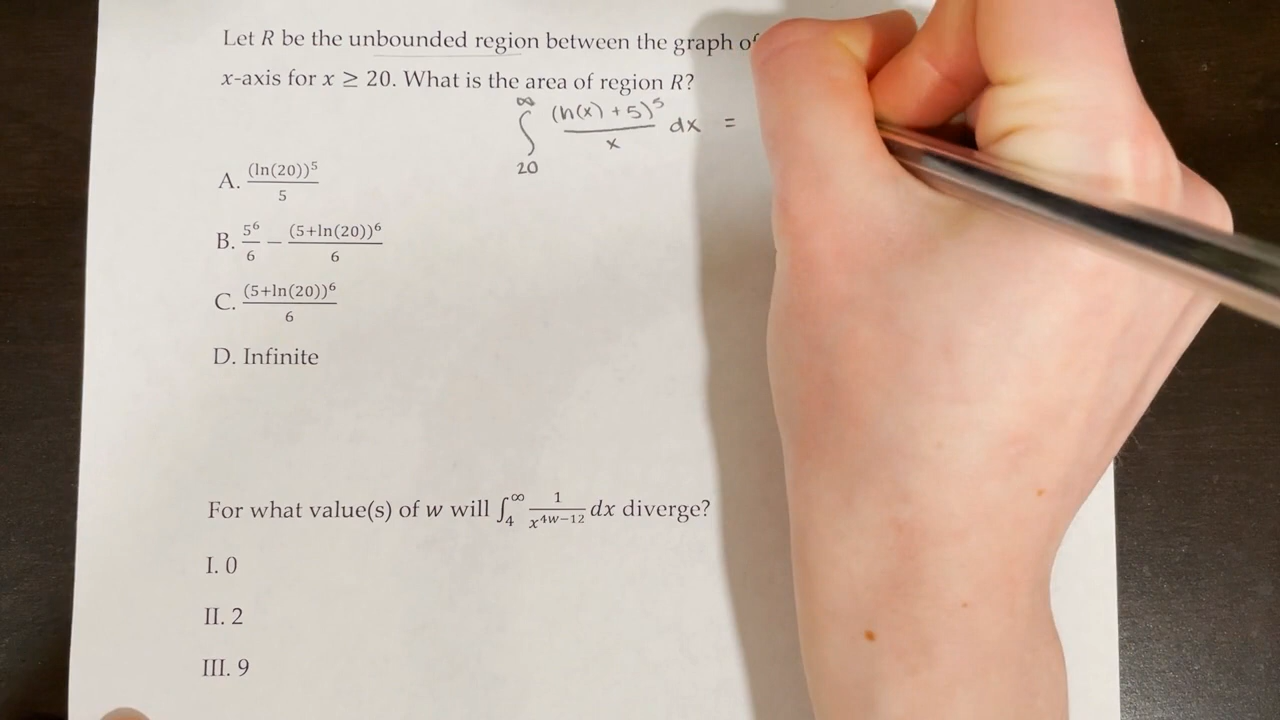 Let R be the unbounded region between the graph of
x-axis for x ≥ 20. What is the area of region R?
∫_20^∞ (ln(x) + 5)^5 / x dx =
A. (ln(20))^5 / 5
B. 5^6 / 6 − (5+ln(20))^6 / 6
C. (5+ln(20))^6 / 6
D. Infinite
For what value(s) of w will ∫_4^∞ 1 / x^(4w−12) dx diverge?
I. 0
II. 2
III. 9